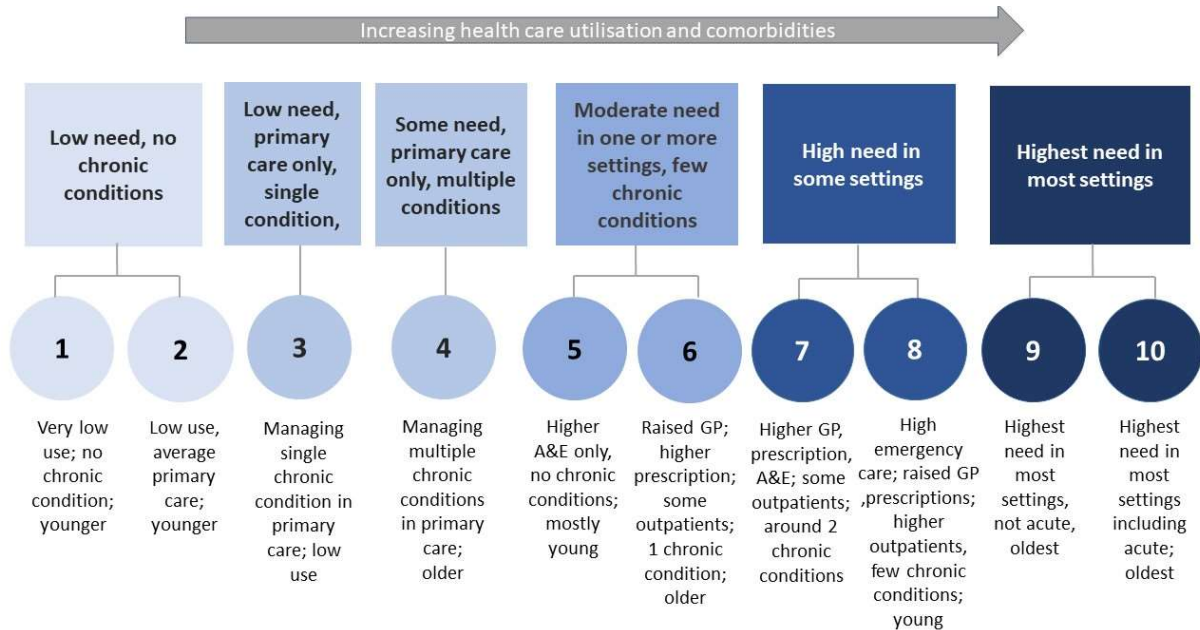 Increasing health care utilisation and comorbidities
Low need, no
chronic
conditions
Low need,
primary
care only,
single
condition,
Some need,
primary care
only, multiple
conditions
Moderate need
in one or more
settings, few
chronic
conditions
High need in
some settings
Highest need in
most settings
1
2
3
4
5
6
7
8
9
10
Very low
use; no
chronic
condition;
younger
Low use,
average
primary
care;
younger
Managing
single
chronic
condition in
primary
care; low
use
Managing
multiple
chronic
conditions
in primary
care;
older
Higher
A&E only,
no chronic
conditions;
mostly
young
Raised GP;
higher
prescription;
some
outpatients;
1 chronic
condition;
older
Higher GP,
prescription,
A&E; some
outpatients;
around 2
chronic
conditions
High
emergency
care; raised GP
,prescriptions;
higher
outpatients,
few chronic
conditions;
young
Highest
need in
most
settings,
not acute,
oldest
Highest
need in
most
settings
including
acute;
oldest